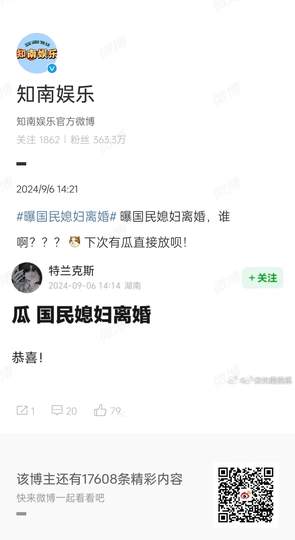 知南娱乐
知南娱乐
知南娱乐官方微博
关注 1862 | 粉丝 363.3万
2024/9/6 14:21
#曝国民媳妇离婚# 曝国民媳妇离婚，谁
啊？？？ 下次有瓜直接放呗！
特兰克斯
2024-09-06 14:14 湖南
+关注
瓜 国民媳妇离婚
恭喜！
1
20
79
该博主还有17608条精彩内容
快来微博一起看看吧